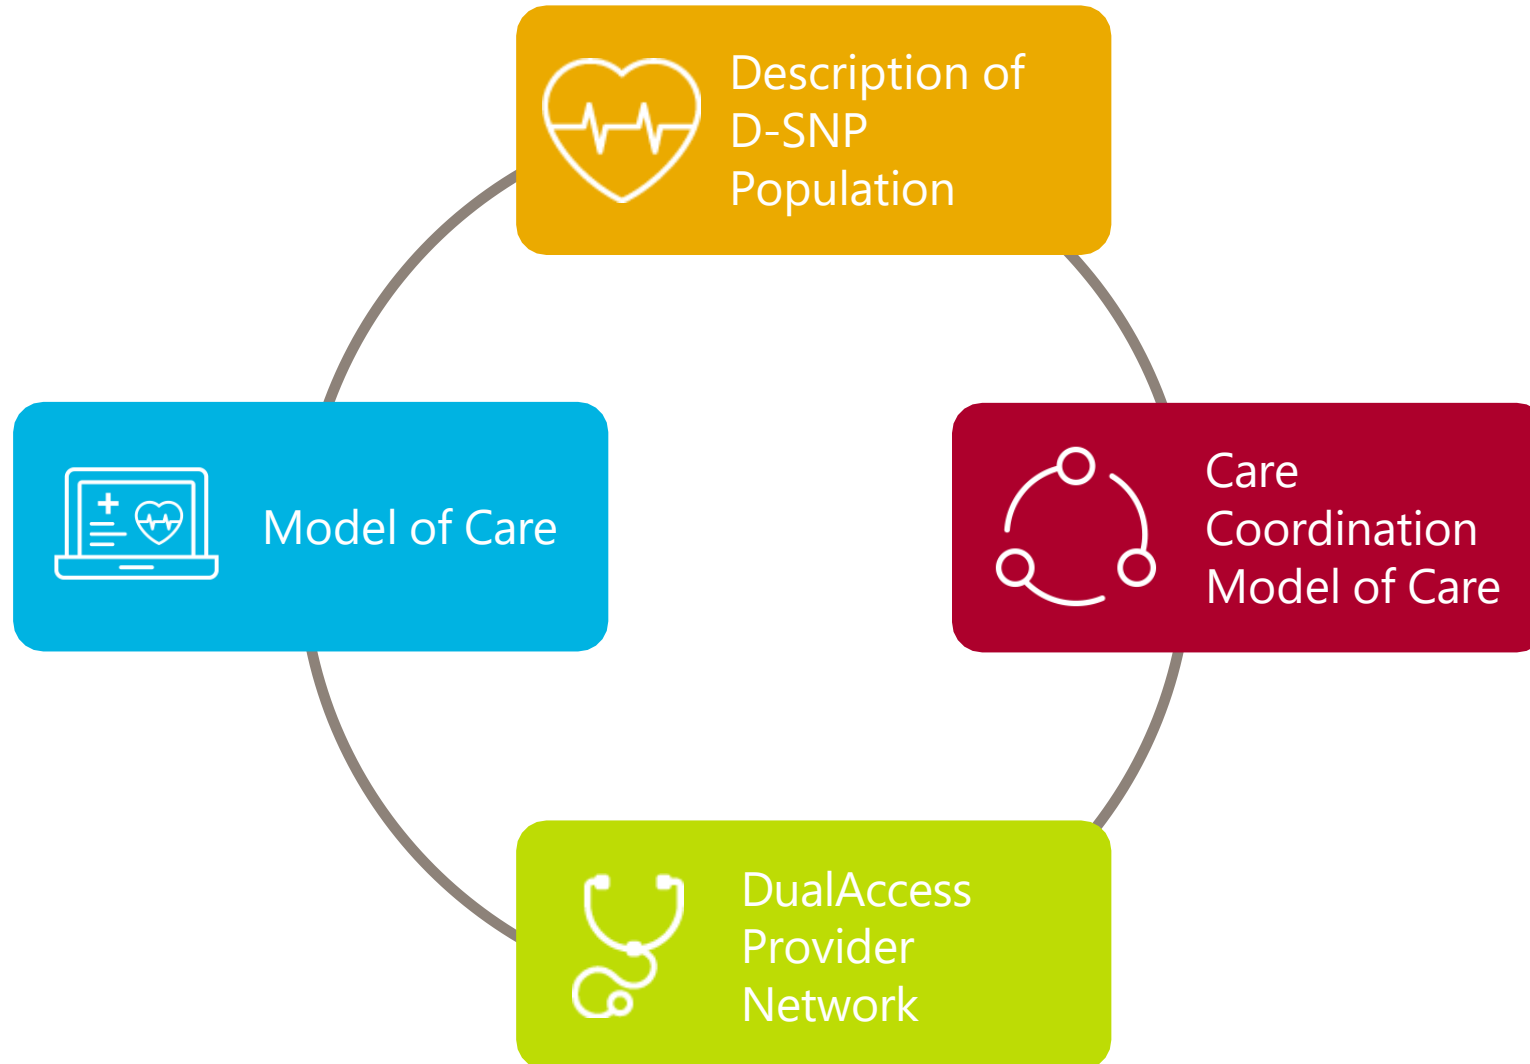 Description of
D-SNP
Population
Model of Care
Care
Coordination
Model of Care
DualAccess
Provider
Network